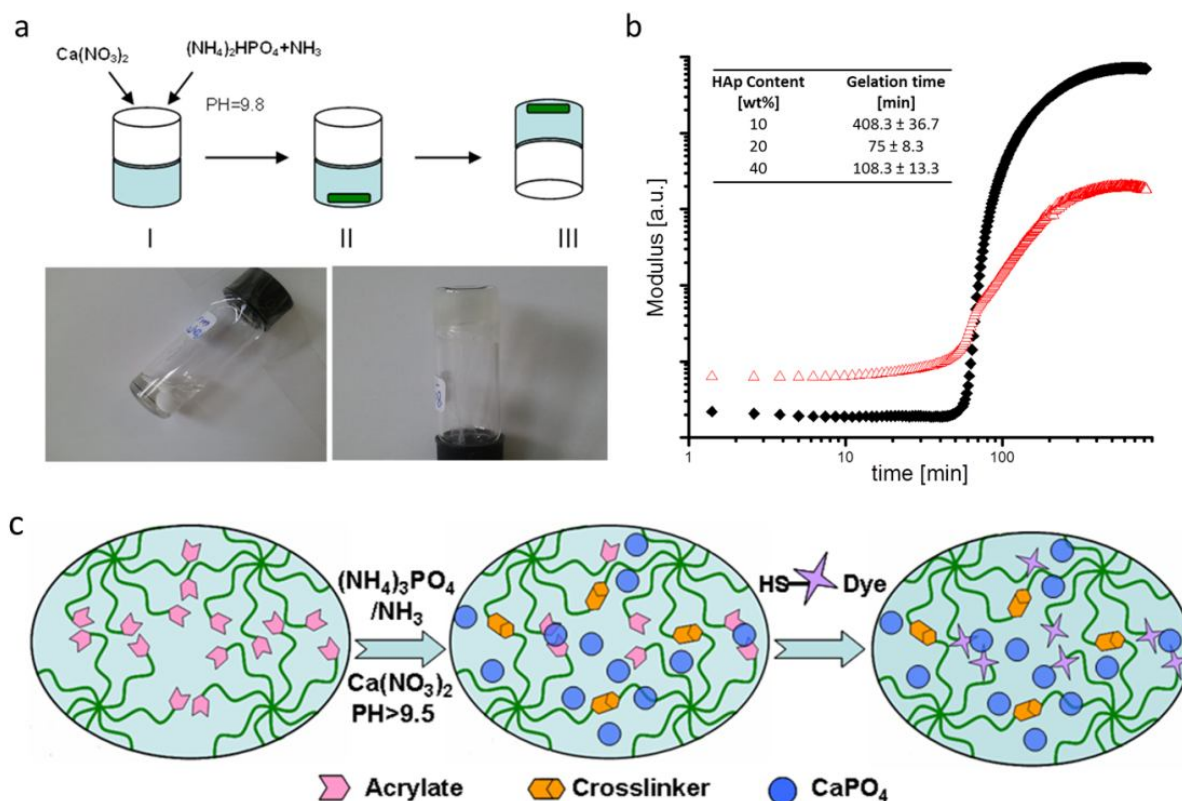 a
Ca(NO₃)₂
(NH₄)₂HPO₄+NH₃
PH=9.8
I
II
III
b
HAp Content
[wt%]
Gelation time
[min]
10
408.3 ± 36.7
20
75 ± 8.3
40
108.3 ± 13.3
Modulus [a.u.]
1
10
100
time [min]
c
(NH₄)₃PO₄
/NH₃
Ca(NO₃)₂
PH>9.5
HS
Dye
Acrylate
Crosslinker
CaPO₄